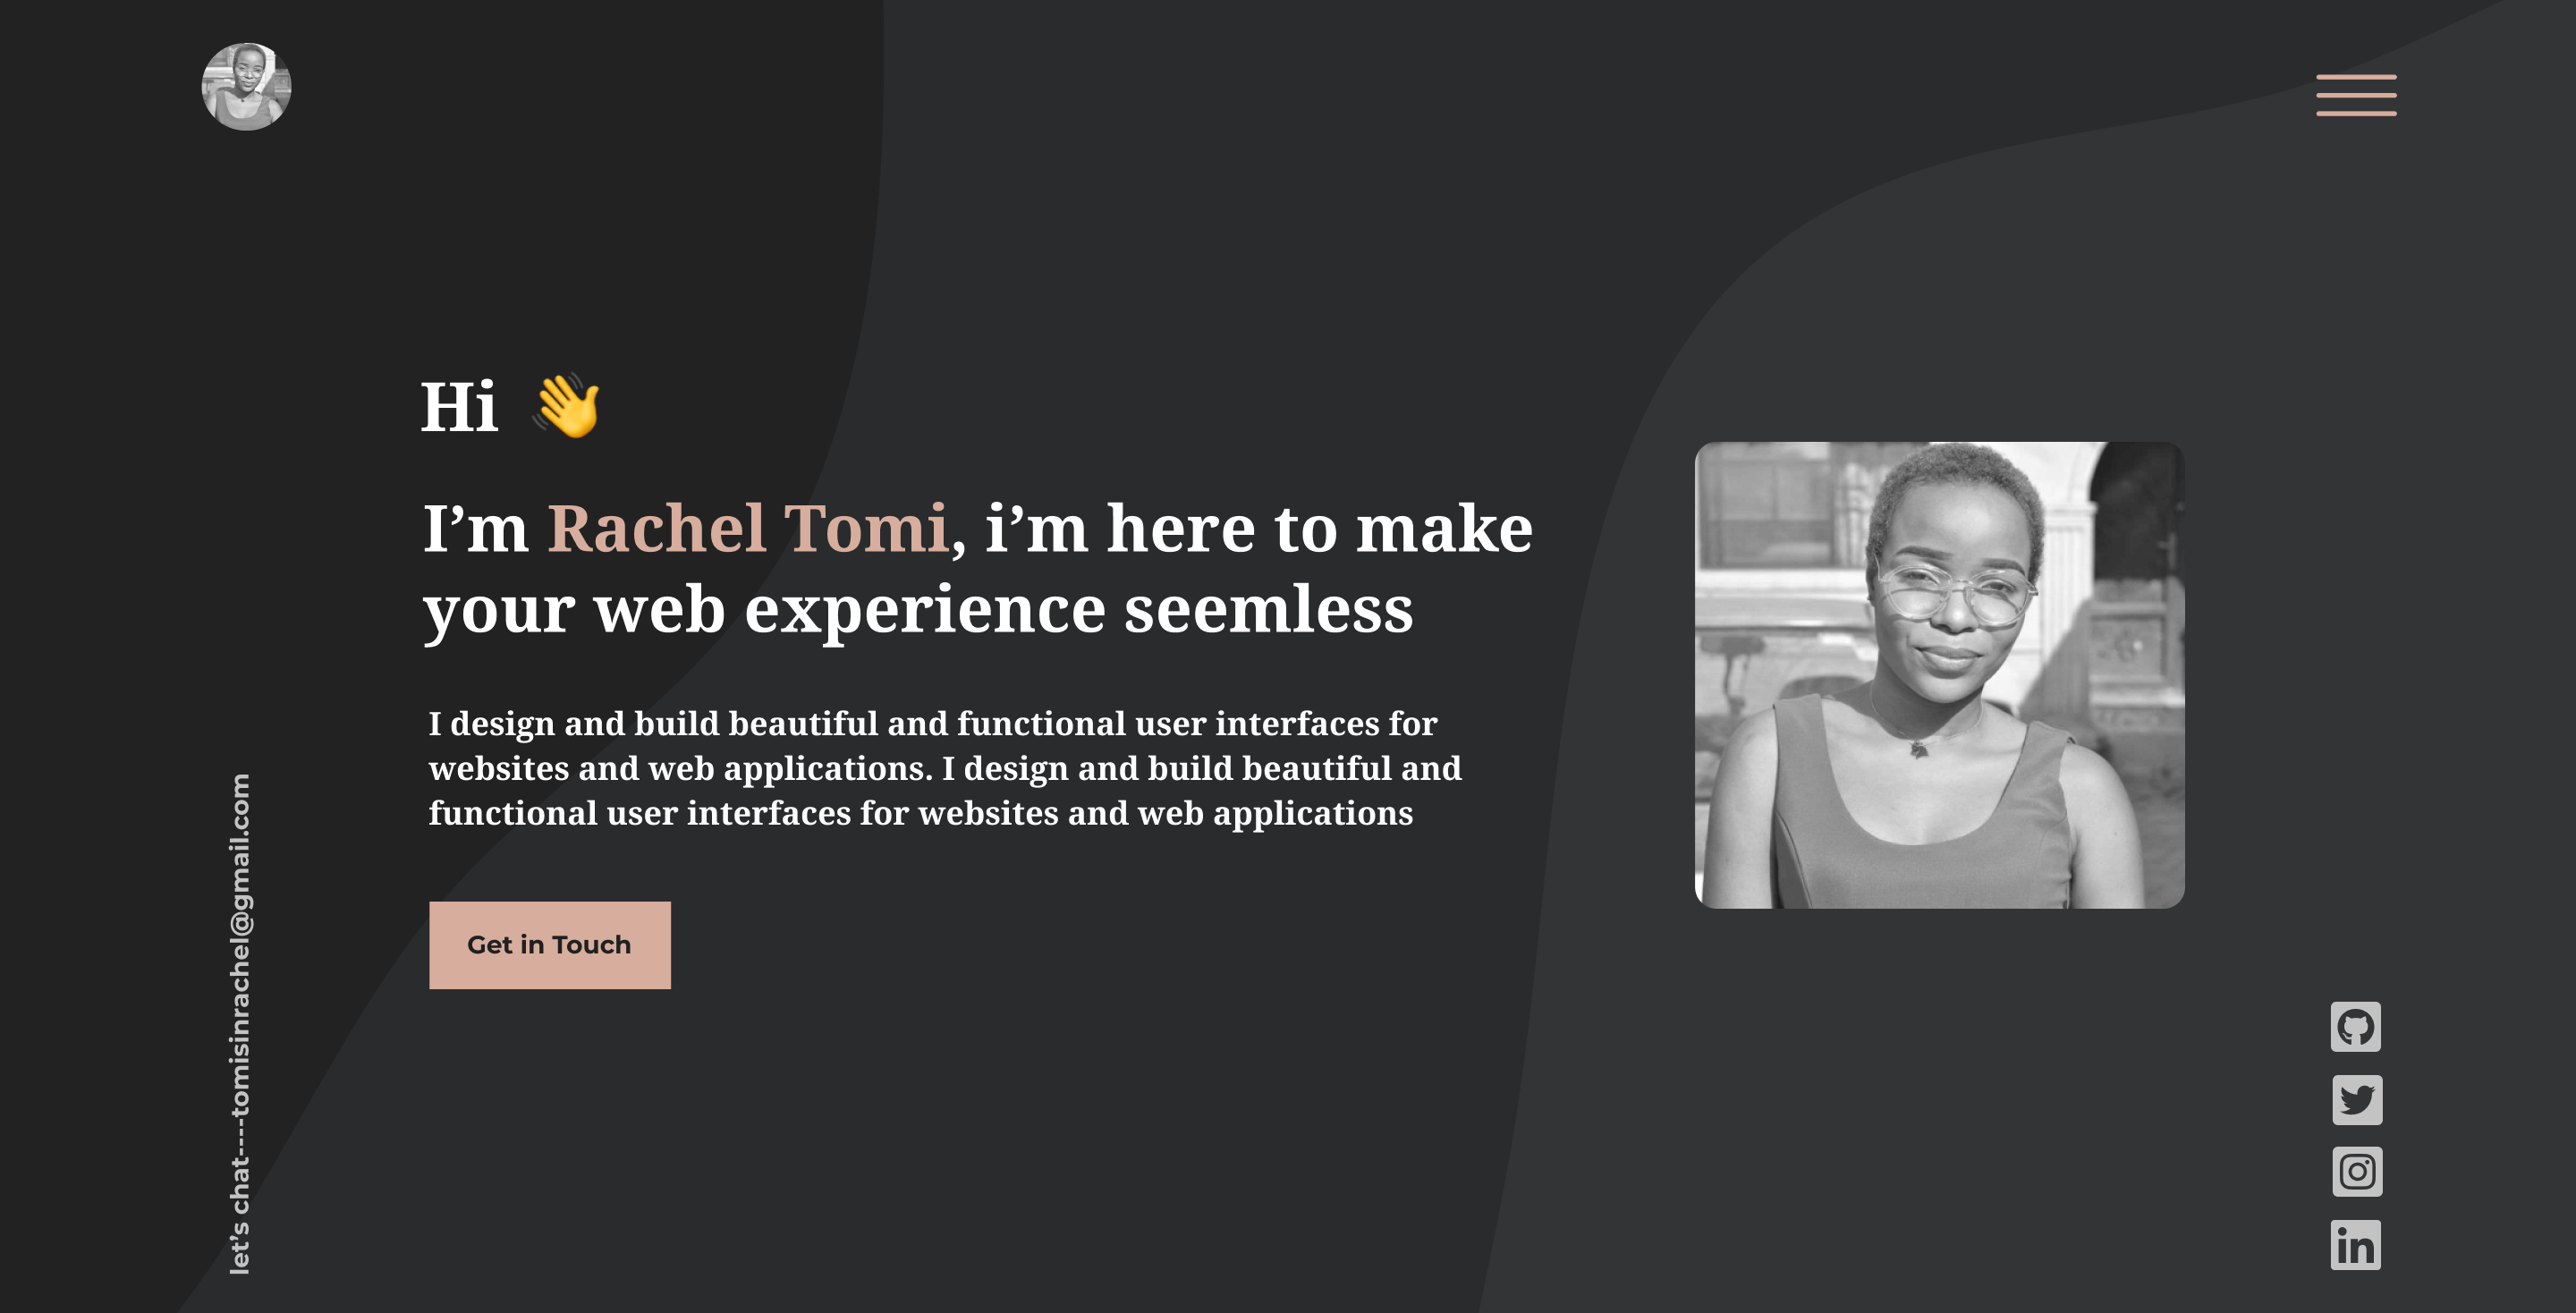 Hi 👋
I’m Rachel Tomi, i’m here to make
your web experience seemless
I design and build beautiful and functional user interfaces for
websites and web applications. I design and build beautiful and
functional user interfaces for websites and web applications
Get in Touch
let’s chat----tomisinrachel@gmail.com
in